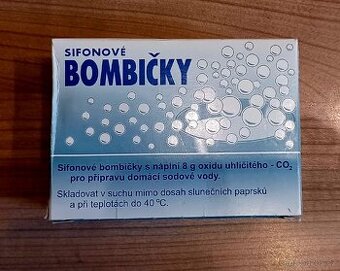 SIFONOVÉ
BOMBIČKY
Sifonové bombičky s náplní 8 g oxidu uhličitého - CO₂
pro přípravu domácí sodové vody.
Skladovat v suchu mimo dosah slunečních paprsků
a při teplotách do 40 °C.